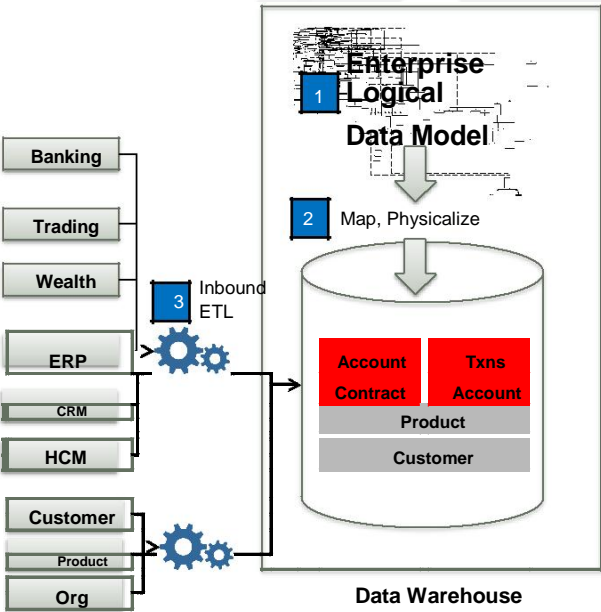 Enterprise
1 Logical
Data Model
Banking
2 Map, Physicalize
Trading
Wealth
3 Inbound
ETL
ERP
Account Txns
Contract Account
CRM
Product
HCM
Customer
Customer
Product
Org
Data Warehouse